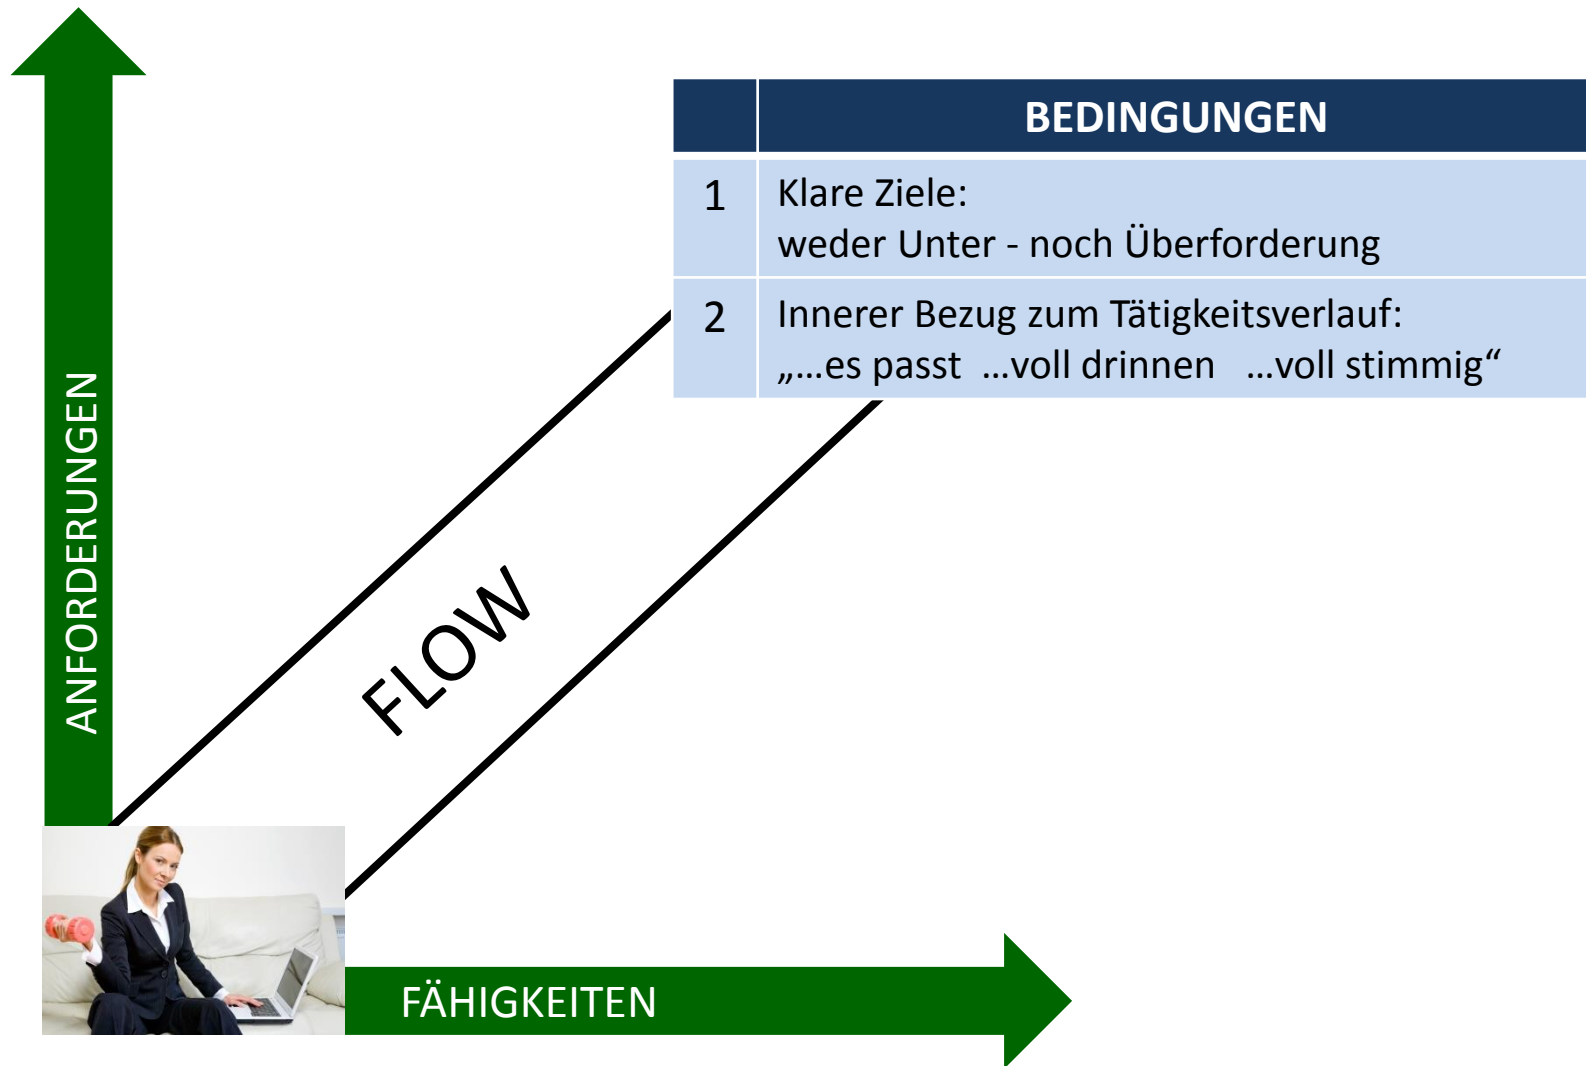 BEDINGUNGEN
1
Klare Ziele:
weder Unter - noch Überforderung
2
Innerer Bezug zum Tätigkeitsverlauf:
„…es passt …voll drinnen …voll stimmig“
ANFORDERUNGEN
FLOW
FÄHIGKEITEN